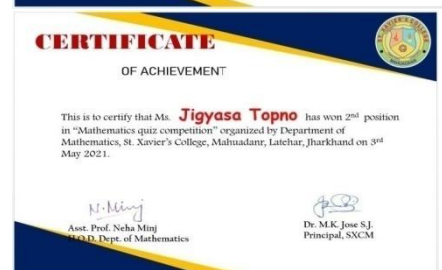 CERTIFICATE
OF ACHIEVEMENT
This is to certify that Ms. Jigyasa Topno has won 2nd position
in “Mathematics quiz competition” organized by Department of
Mathematics, St. Xavier’s College, Mahuadanr, Latehar, Jharkhand on 3rd
May 2021.
N. Minj
Asst. Prof. Neha Minj
H.O.D. Dept. of Mathematics
Dr. M.K. Jose S.J.
Principal, SXCM